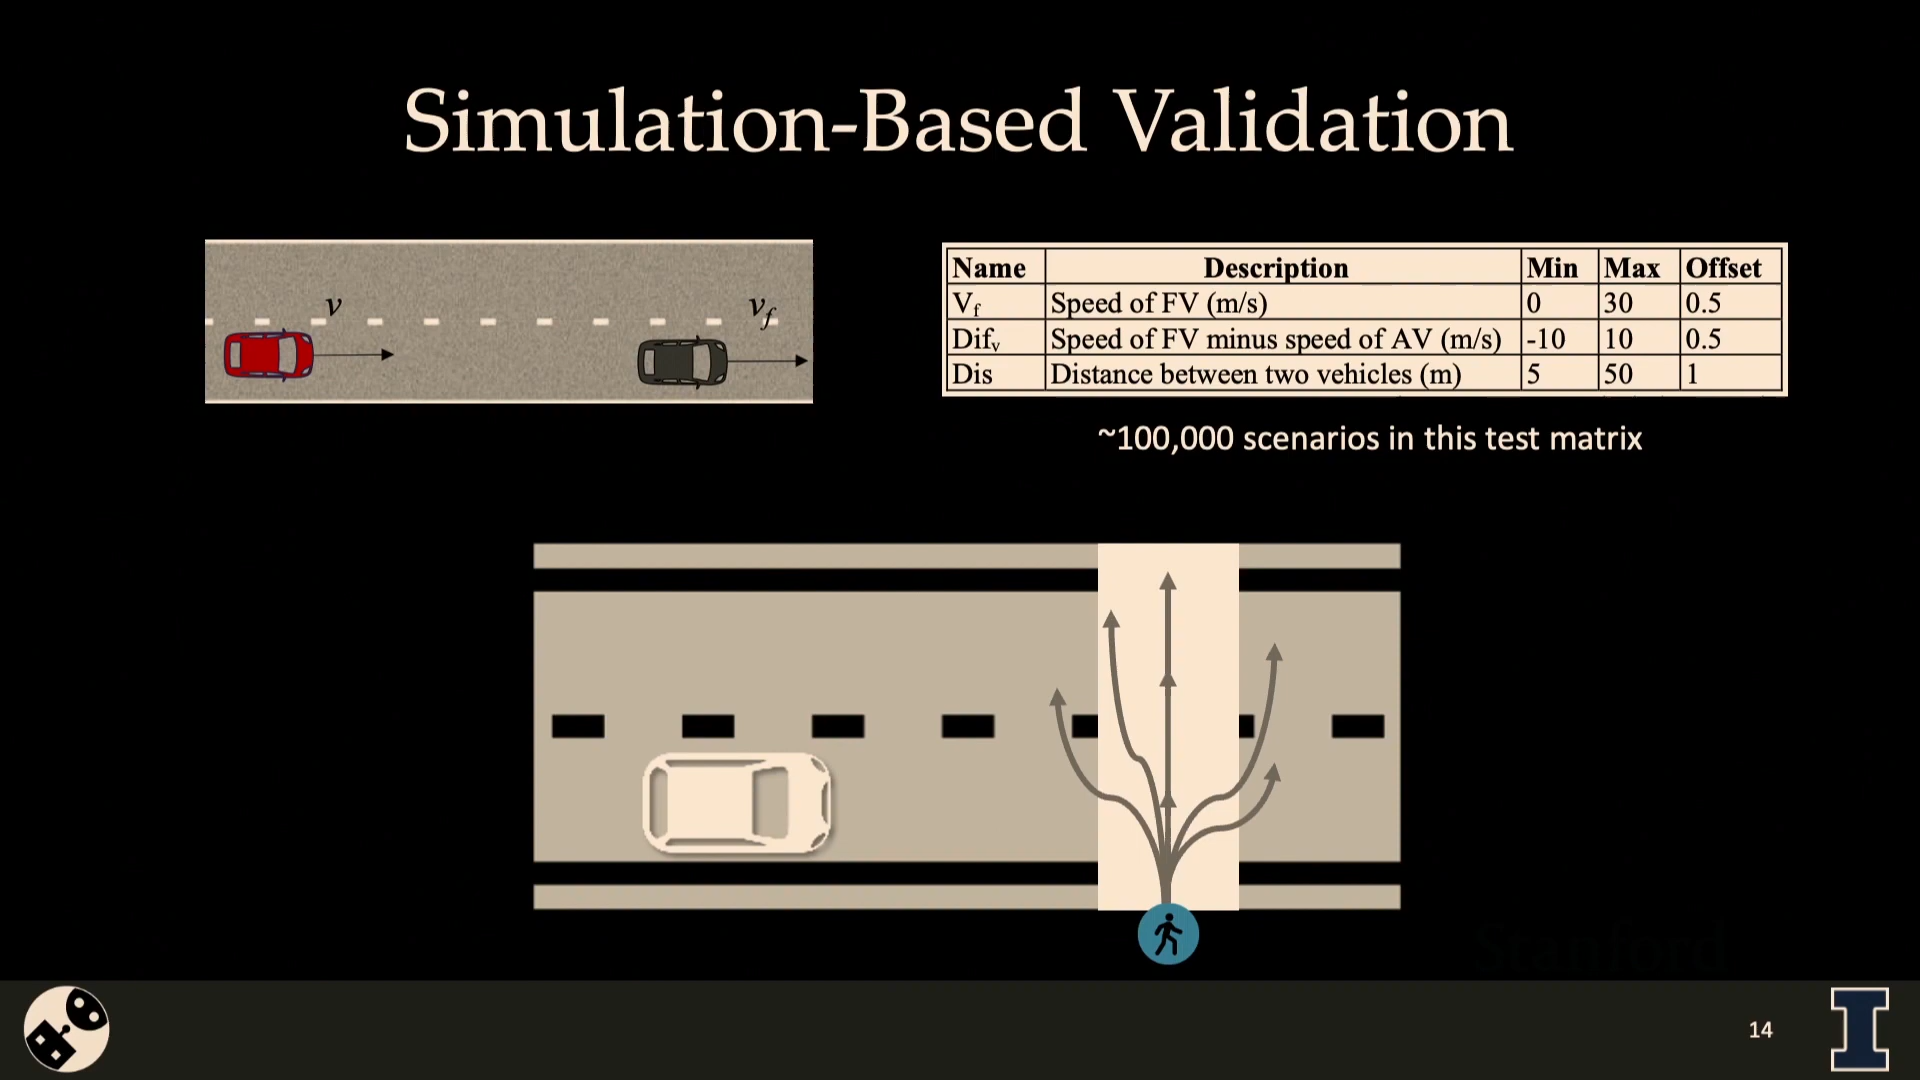 Simulation-Based Validation
v
v_f
Name Description Min Max Offset
V_f Speed of FV (m/s) 0 30 0.5
Dif_v Speed of FV minus speed of AV (m/s) -10 10 0.5
Dis Distance between two vehicles (m) 5 50 1
~100,000 scenarios in this test matrix
Stanford
14
I